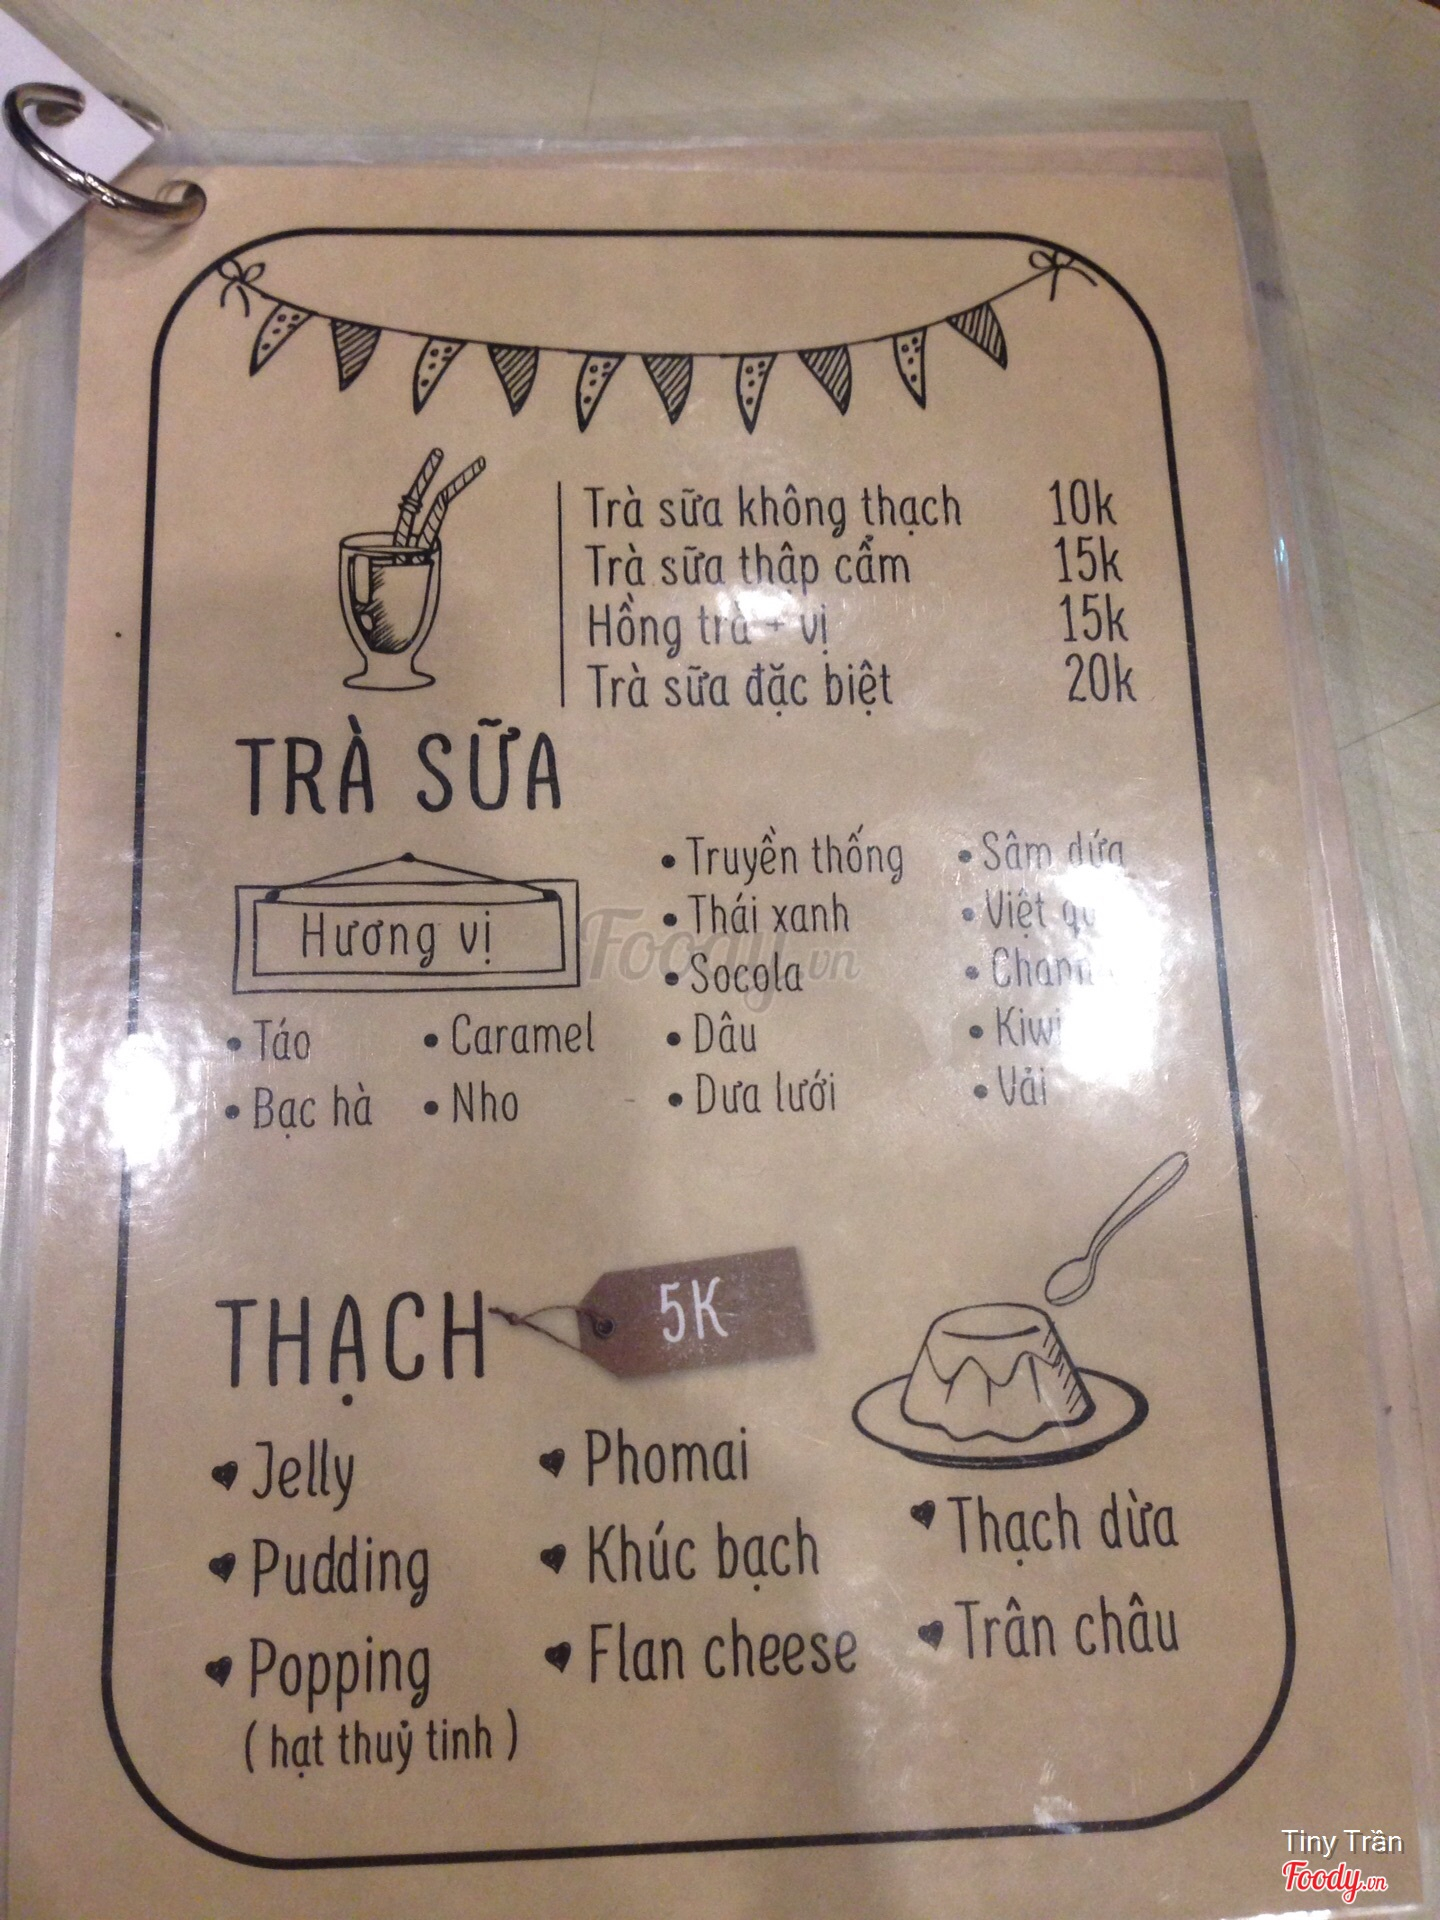 Trà sữa không thạch 10k
Trà sữa thập cẩm 15k
Hồng trà + vị 15k
Trà sữa đặc biệt 20k
TRÀ SỮA
Hương vị
• Táo
• Caramel
• Bạc hà
• Nho
• Truyền thống
• Sâm dứa
• Thái xanh
• Việt
• Socola
• Dâu
• Kiwi
• Dưa lưới
• Vải
THẠCH 5K
Jelly
Phomai
Thạch dừa
Pudding
Khúc bạch
Trân châu
Popping
(hạt thuỷ tinh)
Flan cheese
Foody.vn
Tiny Trần
Foody.vn